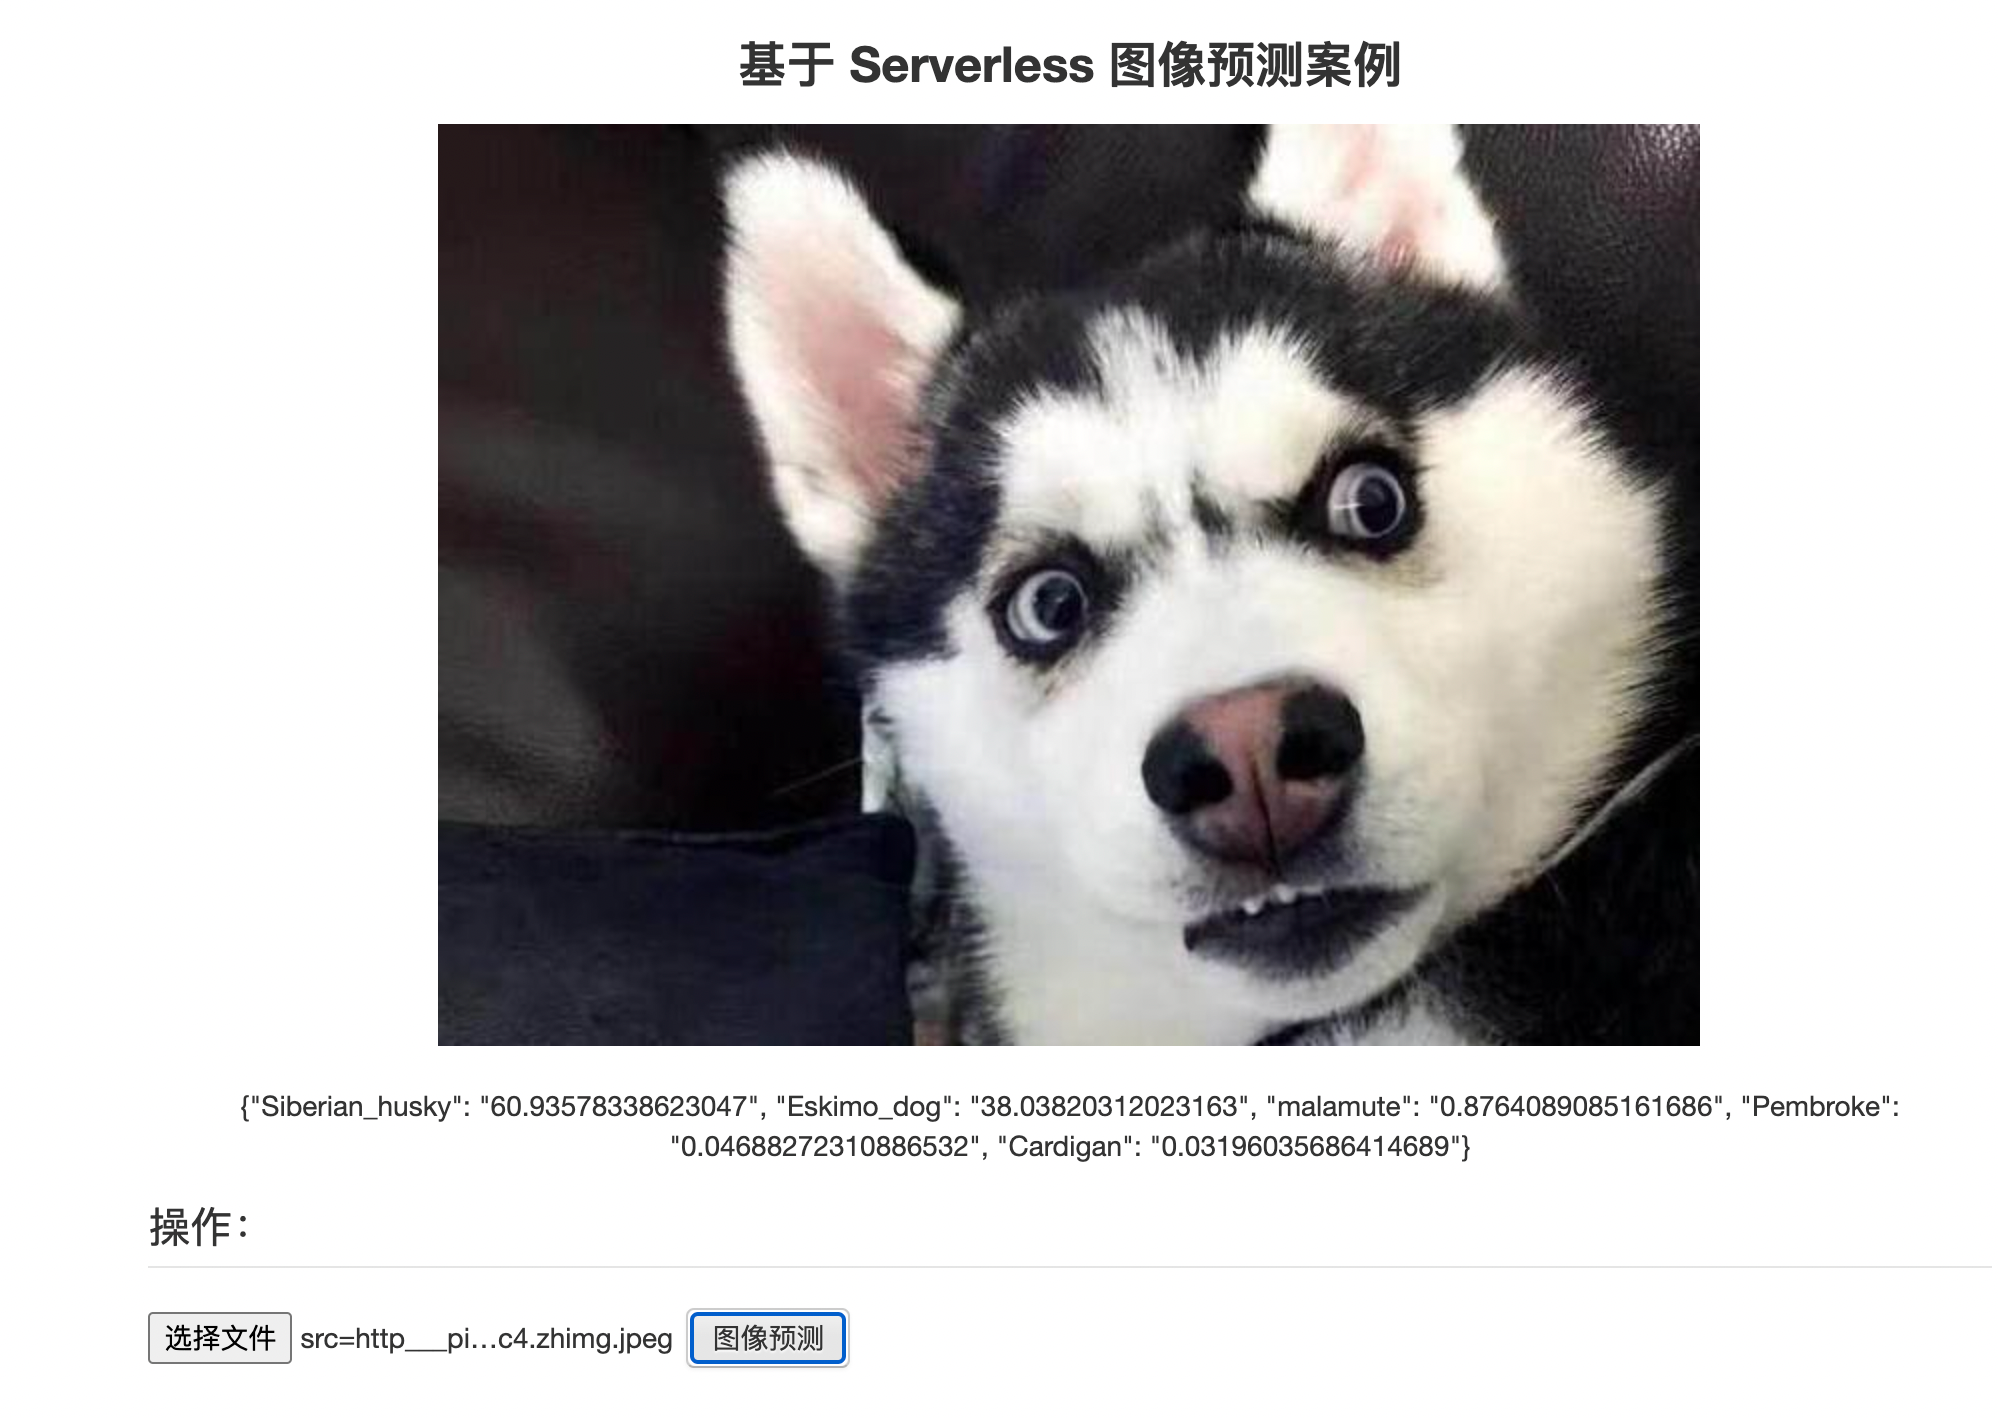 基于 Serverless 图像预测案例
{"Siberian_husky": "60.93578338623047", "Eskimo_dog": "38.03820312023163", "malamute": "0.8764089085161686", "Pembroke":
"0.04688272310886532", "Cardigan": "0.03196035686414689"}
操作：
选择文件 src=http___pi…c4.zhimg.jpeg 图像预测